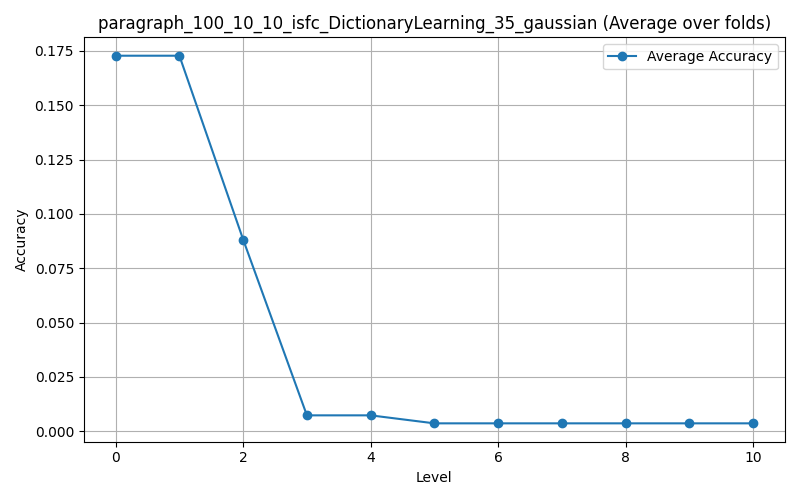 paragraph_100_10_10_isfc_DictionaryLearning_35_gaussian (Average over folds)
Average Accuracy
0.175
0.150
0.125
0.100
0.075
0.050
0.025
0.000
Accuracy
0 2 4 6 8 10
Level